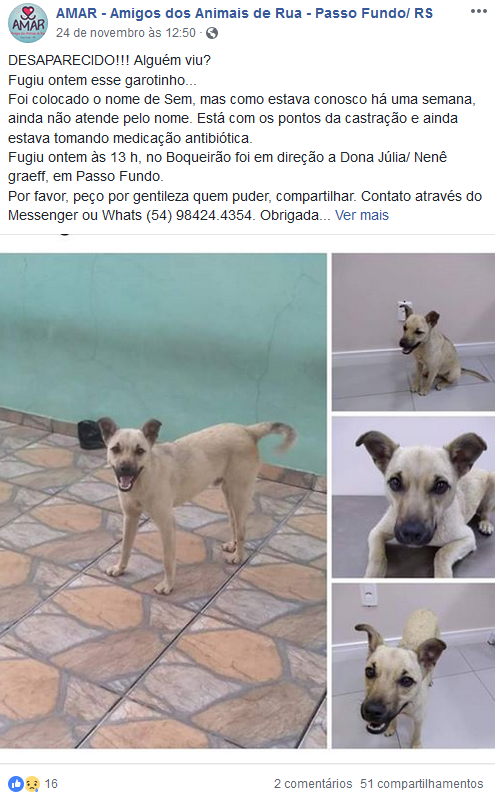 AMAR
AMAR - Amigos dos Animais de Rua - Passo Fundo/ RS
24 de novembro às 12:50 ·
DESAPARECIDO!!! Alguém viu?
Fugiu ontem esse garotinho...
Foi colocado o nome de Sem, mas como estava conosco há uma semana,
ainda não atende pelo nome. Está com os pontos da castração e ainda
estava tomando medicação antibiótica.
Fugiu ontem às 13 h, no Boqueirão foi em direção a Dona Júlia/ Nenê
graeff, em Passo Fundo.
Por favor, peço por gentileza quem puder, compartilhar. Contato através do
Messenger ou Whats (54) 98424.4354. Obrigada... Ver mais
16
2 comentários 51 compartilhamentos